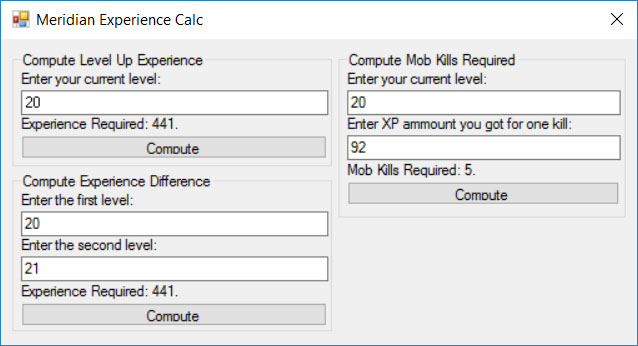 Meridian Experience Calc
Compute Level Up Experience
Enter your current level:
20
Experience Required: 441.
Compute
Compute Experience Difference
Enter the first level:
20
Enter the second level:
21
Experience Required: 441.
Compute
Compute Mob Kills Required
Enter your current level:
20
Enter XP ammount you got for one kill:
92
Mob Kills Required: 5.
Compute